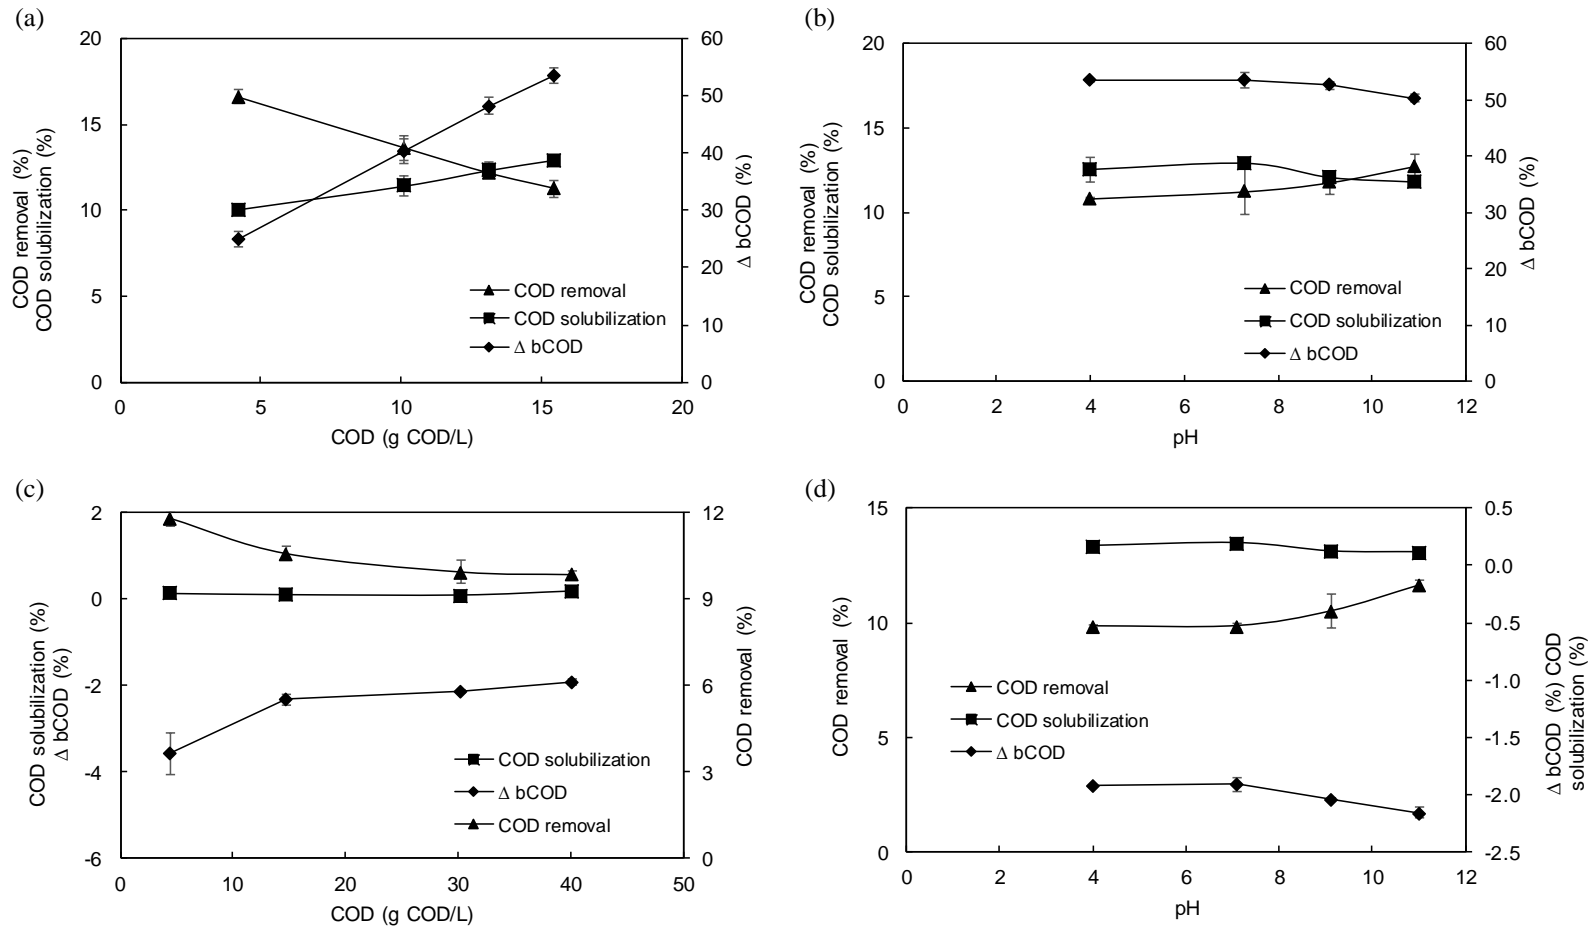 (a)
20
15
10
5
0
60
50
40
30
20
10
0
COD removal (%)
COD solubilization (%)
Δ bCOD (%)
COD removal
COD solubilization
Δ bCOD
0 5 10 15 20
COD (g COD/L)
(b)
20
15
10
5
0
60
50
40
30
20
10
0
COD removal (%)
COD solubilization (%)
Δ bCOD (%)
COD removal
COD solubilization
Δ bCOD
0 2 4 6 8 10 12
pH
(c)
2
0
-2
-4
-6
12
9
6
3
0
COD solubilization (%)
Δ bCOD (%)
COD removal (%)
COD solubilization
Δ bCOD
COD removal
0 10 20 30 40 50
COD (g COD/L)
(d)
15
10
5
0
0.5
0.0
-0.5
-1.0
-1.5
-2.0
-2.5
COD removal (%)
Δ bCOD (%) COD
solubilization (%)
COD removal
COD solubilization
Δ bCOD
0 2 4 6 8 10 12
pH